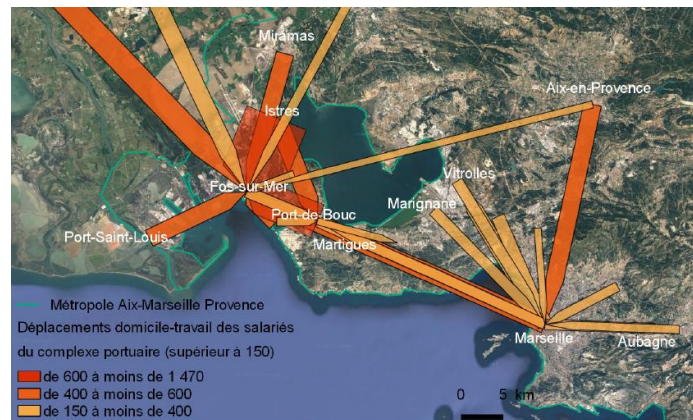 Miramas
Aix-en-Provence
Istres
Vitrolles
Fos-sur-Mer
Marignane
Port-de-Bouc
Port-Saint-Louis
Martigues
Métropole Aix-Marseille Provence
Déplacements domicile-travail des salariés
du complexe portuaire (supérieur à 150)
Marseille
Aubagne
de 600 à moins de 1 470
de 400 à moins de 600
de 150 à moins de 400
0 5 km